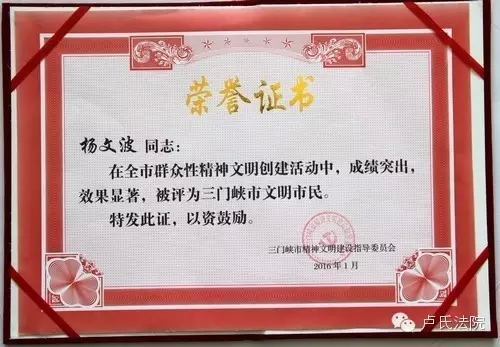 荣誉证书
杨文波 同志：
在全市群众性精神文明创建活动中，成绩突出，
效果显著，被评为三门峡市文明市民。
特发此证，以资鼓励。
三门峡市精神文明建设指导委员会
2016年1月
卢氏法院